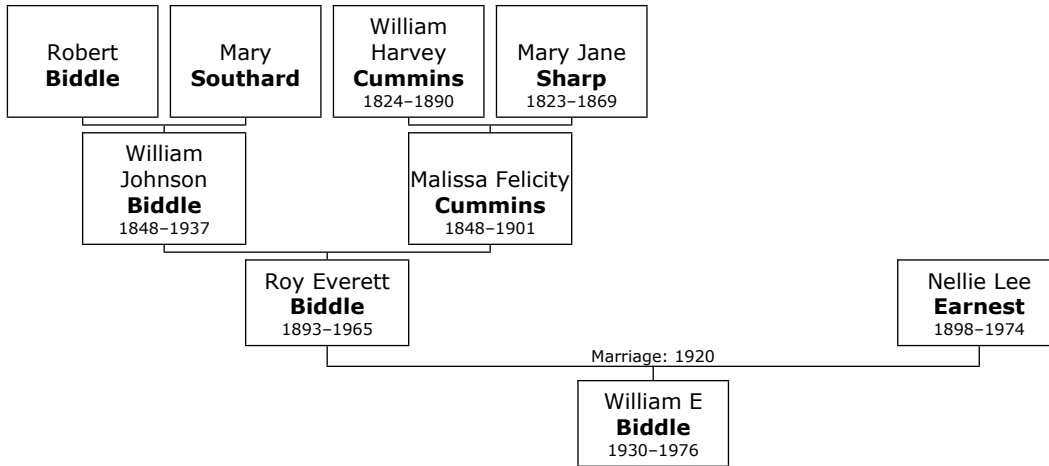 Robert
Biddle
Mary
Southard
William
Harvey
Cummins
1824–1890
Mary Jane
Sharp
1823–1869
William
Johnson
Biddle
1848–1937
Malissa Felicity
Cummins
1848–1901
Roy Everett
Biddle
1893–1965
Nellie Lee
Earnest
1898–1974
Marriage: 1920
William E
Biddle
1930–1976